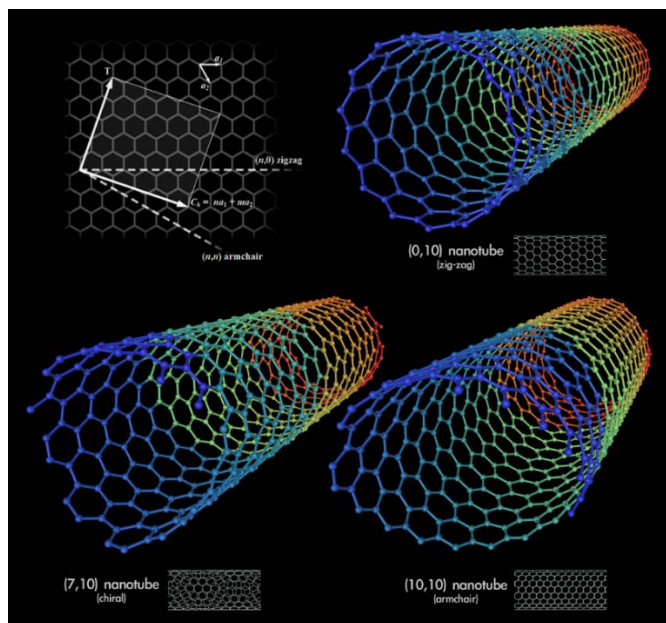 T
a₁
a₂
(n,0) zigzag
Cₕ = na₁ + ma₂
(n,n) armchair
(0,10) nanotube
(zig-zag)
(7,10) nanotube
(chiral)
(10,10) nanotube
(armchair)